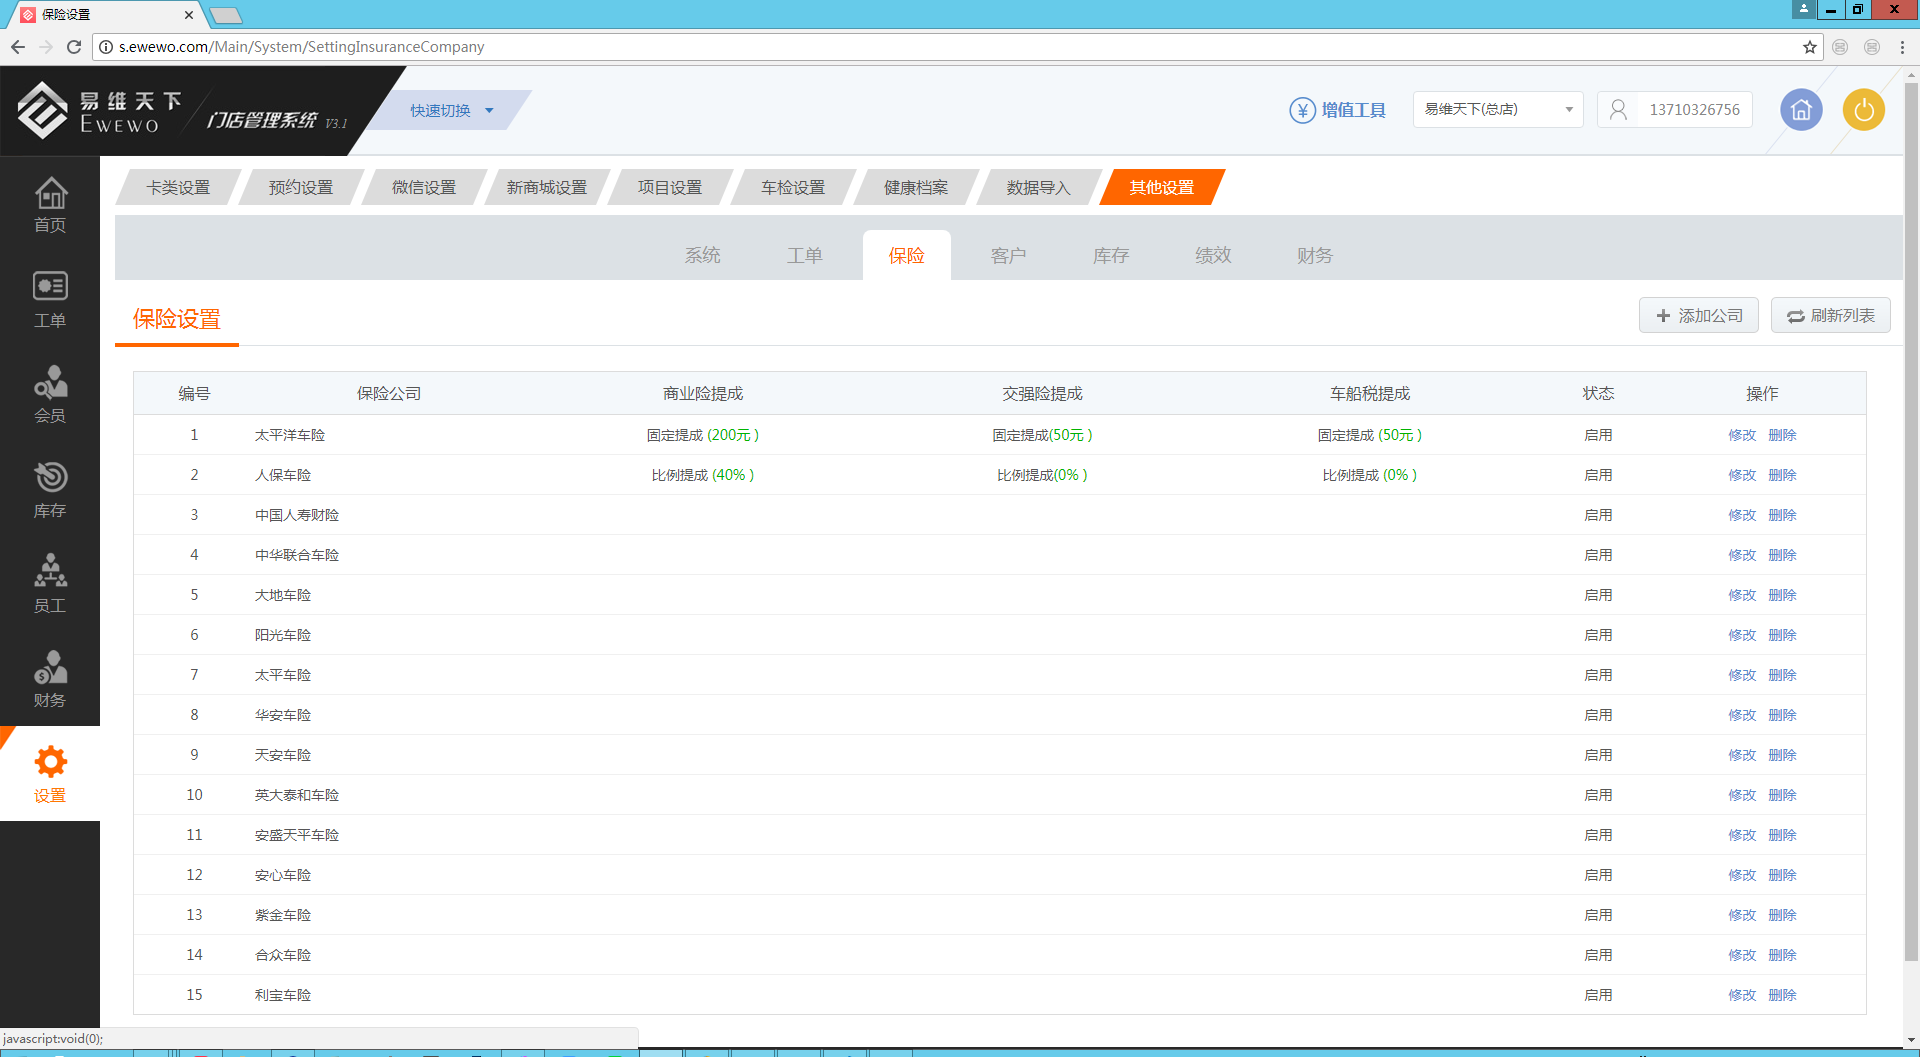 保险设置
s.ewewo.com/Main/System/SettingInsuranceCompany
易维天下
EWEWO
门店管理系统 V3.1
快速切换
增值工具
易维天下(总店)
13710326756
首页
工单
会员
库存
员工
财务
设置
卡类设置 预约设置 微信设置 新商城设置 项目设置 车检设置 健康档案 数据导入 其他设置
系统 工单 保险 客户 库存 绩效 财务
保险设置
添加公司 刷新列表
编号 保险公司 商业险提成 交强险提成 车船税提成 状态 操作
1 太平洋车险 固定提成 (200元 ) 固定提成(50元 ) 固定提成 (50元 ) 启用 修改 删除
2 人保车险 比例提成 (40% ) 比例提成(0% ) 比例提成 (0% ) 启用 修改 删除
3 中国人寿财险 启用 修改 删除
4 中华联合车险 启用 修改 删除
5 大地车险 启用 修改 删除
6 阳光车险 启用 修改 删除
7 太平车险 启用 修改 删除
8 华安车险 启用 修改 删除
9 天安车险 启用 修改 删除
10 英大泰和车险 启用 修改 删除
11 安盛天平车险 启用 修改 删除
12 安心车险 启用 修改 删除
13 紫金车险 启用 修改 删除
14 合众车险 启用 修改 删除
15 利宝车险 启用 修改 删除
javascript:void(0);